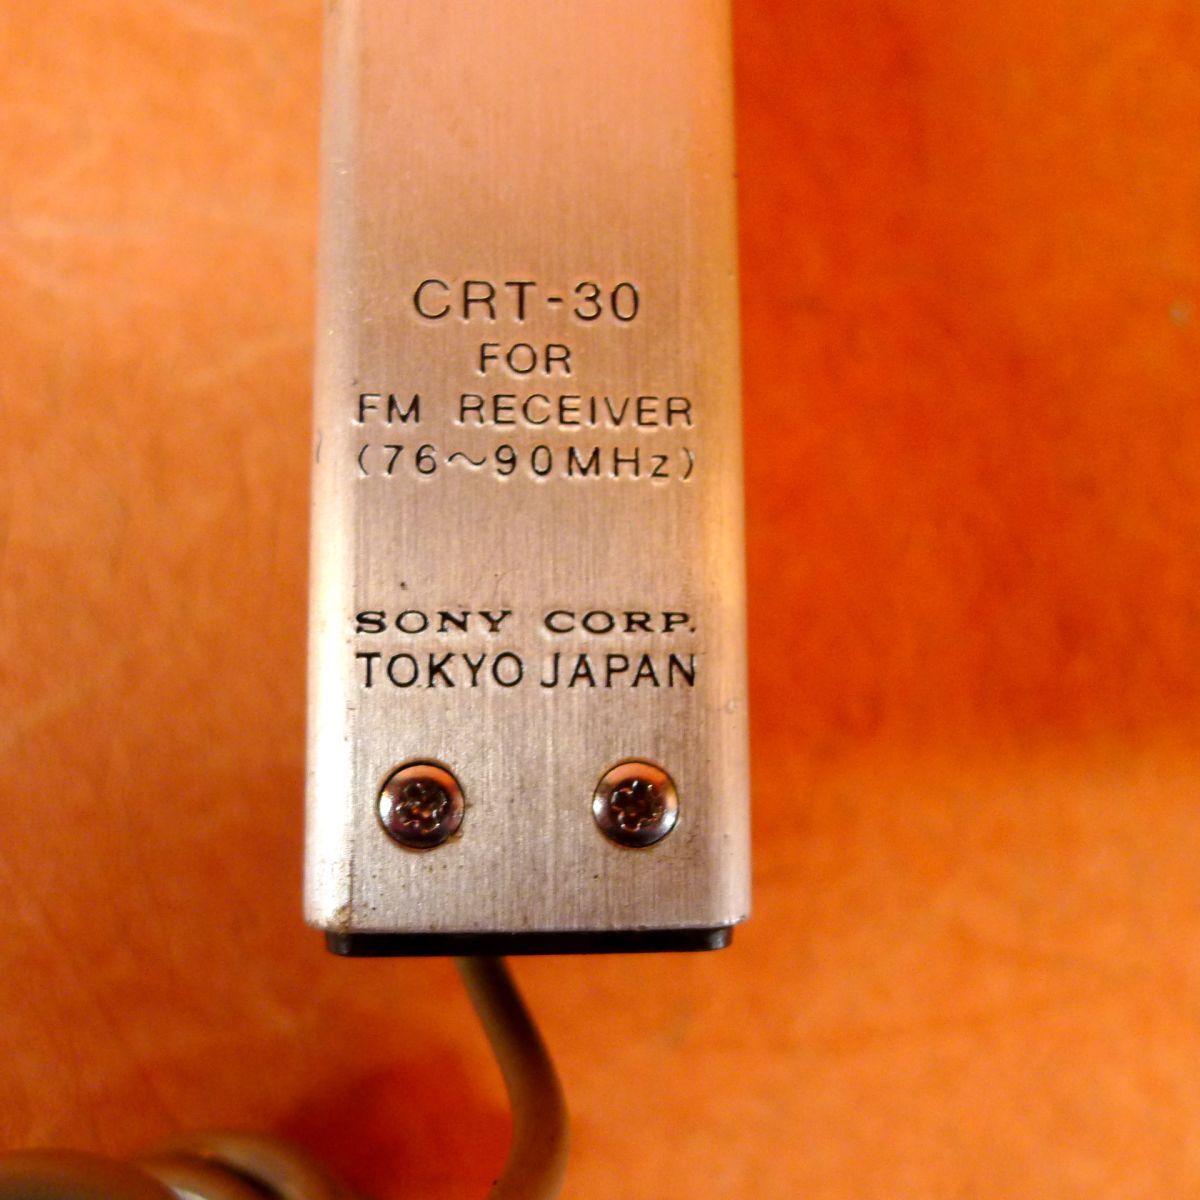 CRT-30
FOR
FM RECEIVER
(76～90MHz)
SONY CORP.
TOKYO JAPAN